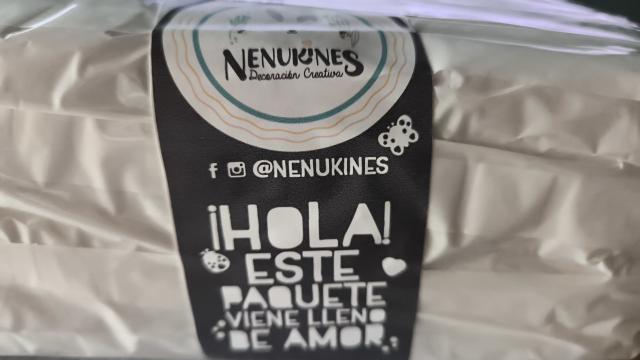 NENUKINES
Decoración Creativa
@NENUKINES
¡HOLA!
ESTE
PAQUETE
VIENE LLENO
DE AMOR